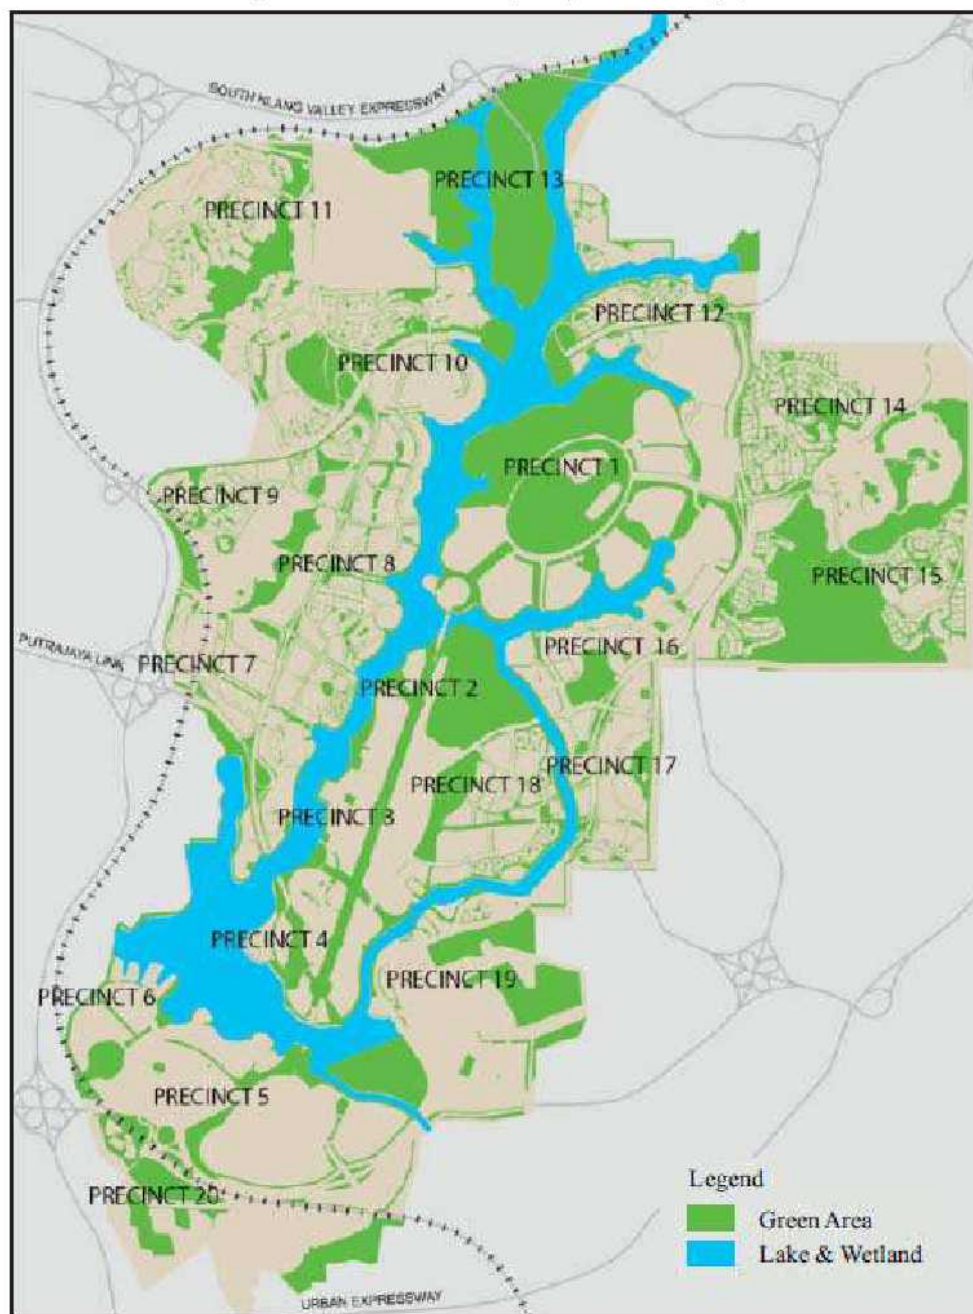 SOUTH KLANG VALLEY EXPRESSWAY
PRECINCT 13
PRECINCT 11
PRECINCT 12
PRECINCT 10
PRECINCT 14
PRECINCT 1
PRECINCT 9
PRECINCT 8
PRECINCT 15
PUTRAJAYA LINK
PRECINCT 7
PRECINCT 16
PRECINCT 2
PRECINCT 17
PRECINCT 18
PRECINCT 3
PRECINCT 4
PRECINCT 19
PRECINCT 6
PRECINCT 5
PRECINCT 20
Legend
Green Area
Lake & Wetland
URBAN EXPRESSWAY